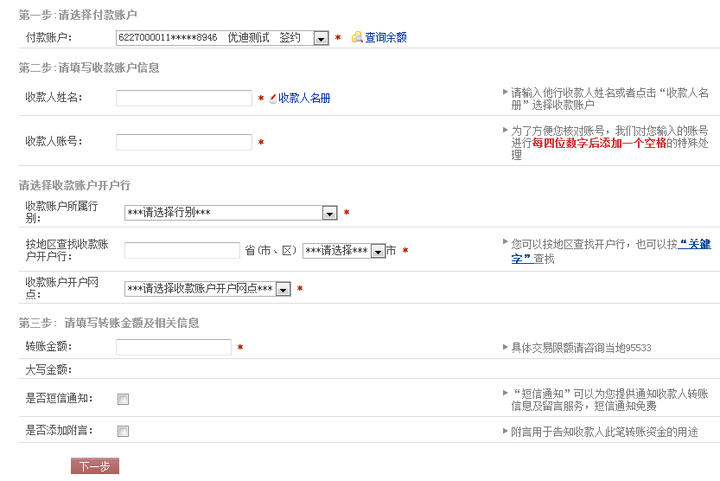 第一步:请选择付款账户
付款账户: 6227000011*****8946 优迪测试 签约 * 查询余额
第二步:请填写收款账户信息
收款人姓名: * 收款人名册
请输入他行收款人姓名或者点击“收款人名
册”选择收款账户
收款人账号: *
为了方便您核对账号，我们对您输入的账号
进行每四位数字后添加一个空格的特殊处
理
请选择收款账户开户行
收款账户所属行
别: ***请选择行别*** *
按地区查找收款账
户开户行: 省(市、区) ***请选择*** 市 *
您可以按地区查找开户行，也可以按“关键
字”查找
收款账户开户网
点: ***请选择收款账户开户网点*** *
第三步: 请填写转账金额及相关信息
转账金额: *
具体交易限额请咨询当地95533
大写金额:
是否短信通知:
“短信通知”可以为您提供通知收款人转账
信息及留言服务，短信通知免费
是否添加附言:
附言用于告知收款人此笔转账资金的用途
下一步